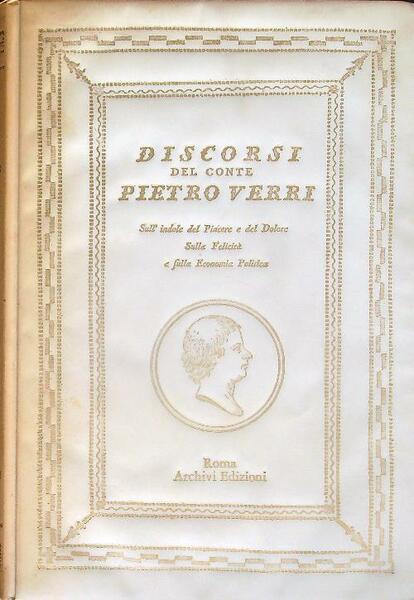 DISCORSI
DEL CONTE
PIETRO VERRI
Sull' indole del Piacere e del Dolore
Sulla Felicità
e ſulla Economia Politica
Roma
Archivi Edizioni